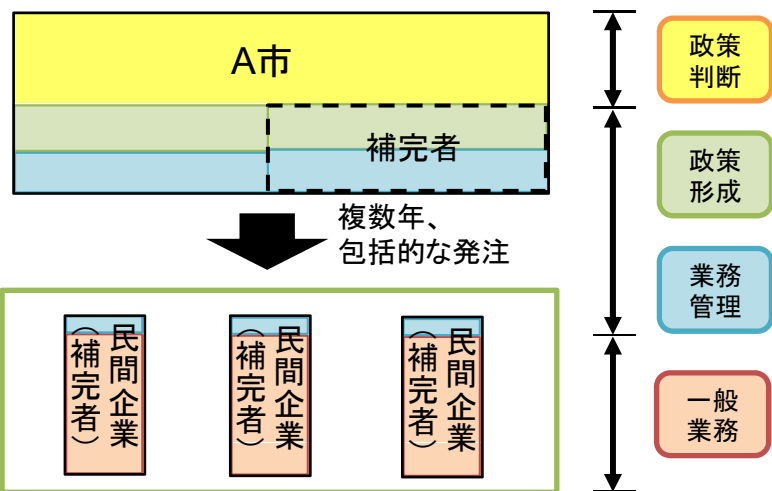 A市
補完者
複数年、
包括的な発注
民間企業
（補完者）
民間企業
（補完者）
民間企業
（補完者）
政策
判断
政策
形成
業務
管理
一般
業務